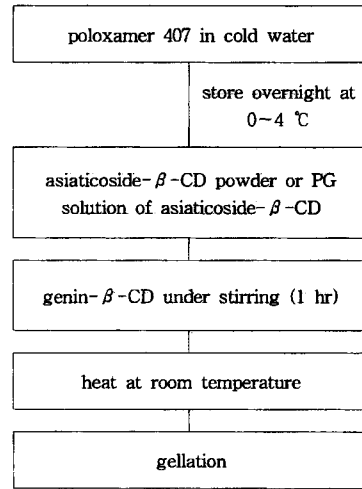 poloxamer 407 in cold water
store overnight at
0~4 ℃
asiaticoside-β-CD powder or PG
solution of asiaticoside-β-CD
genin-β-CD under stirring (1 hr)
heat at room temperature
gellation